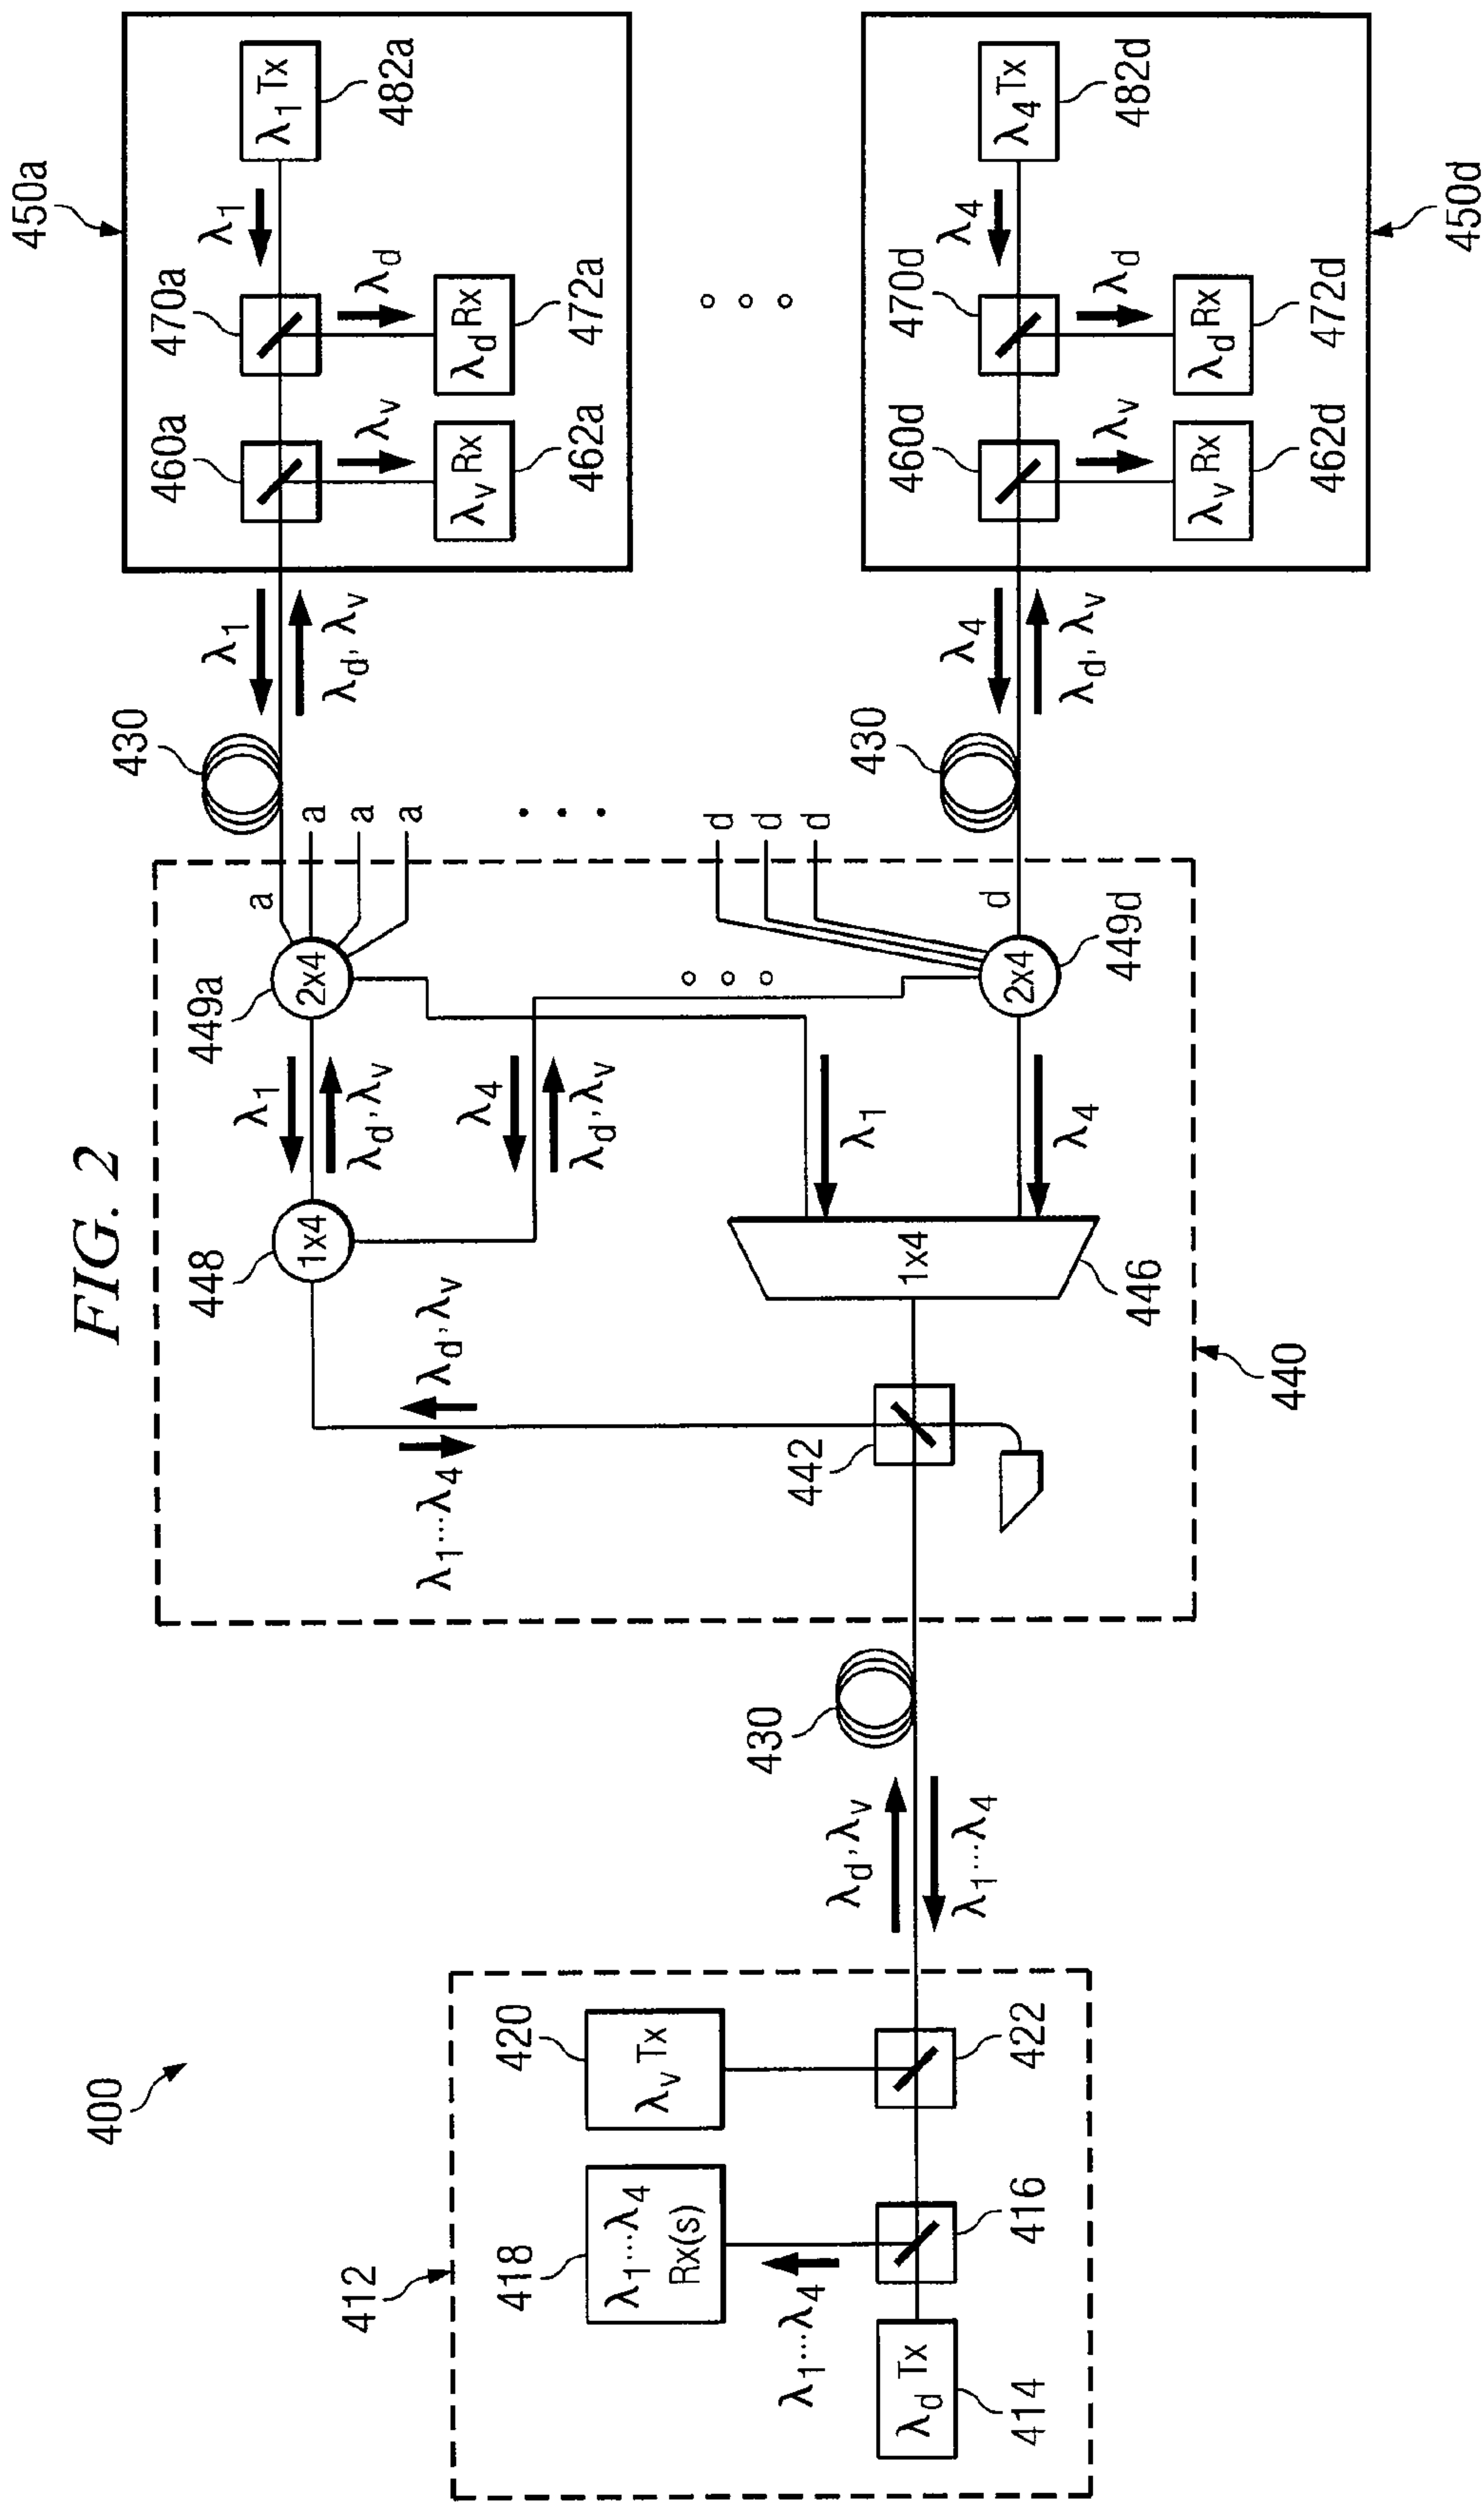 FIG. 2
400
412
418
λ1...λ4
Rx(s)
420
λv Tx
λ1...λ4
λd Tx
414
416
422
λd, λv
λ1...λ4
430
440
442
λ1...λ4
λd, λv
448
1x4
λ1
λd, λv
λ4
λd, λv
1x4
446
λ1
λ4
449a
2x4
a
a
a
a
449d
2x4
d
d
d
d
430
λ1
λd, λv
430
λ4
λd, λv
450a
460a
470a
λ1
λ1 Tx
482a
λv
λd
λv Rx
462a
λd Rx
472a
450d
460d
470d
λ4
λ4 Tx
482d
λv
λd
λv Rx
462d
λd Rx
472d